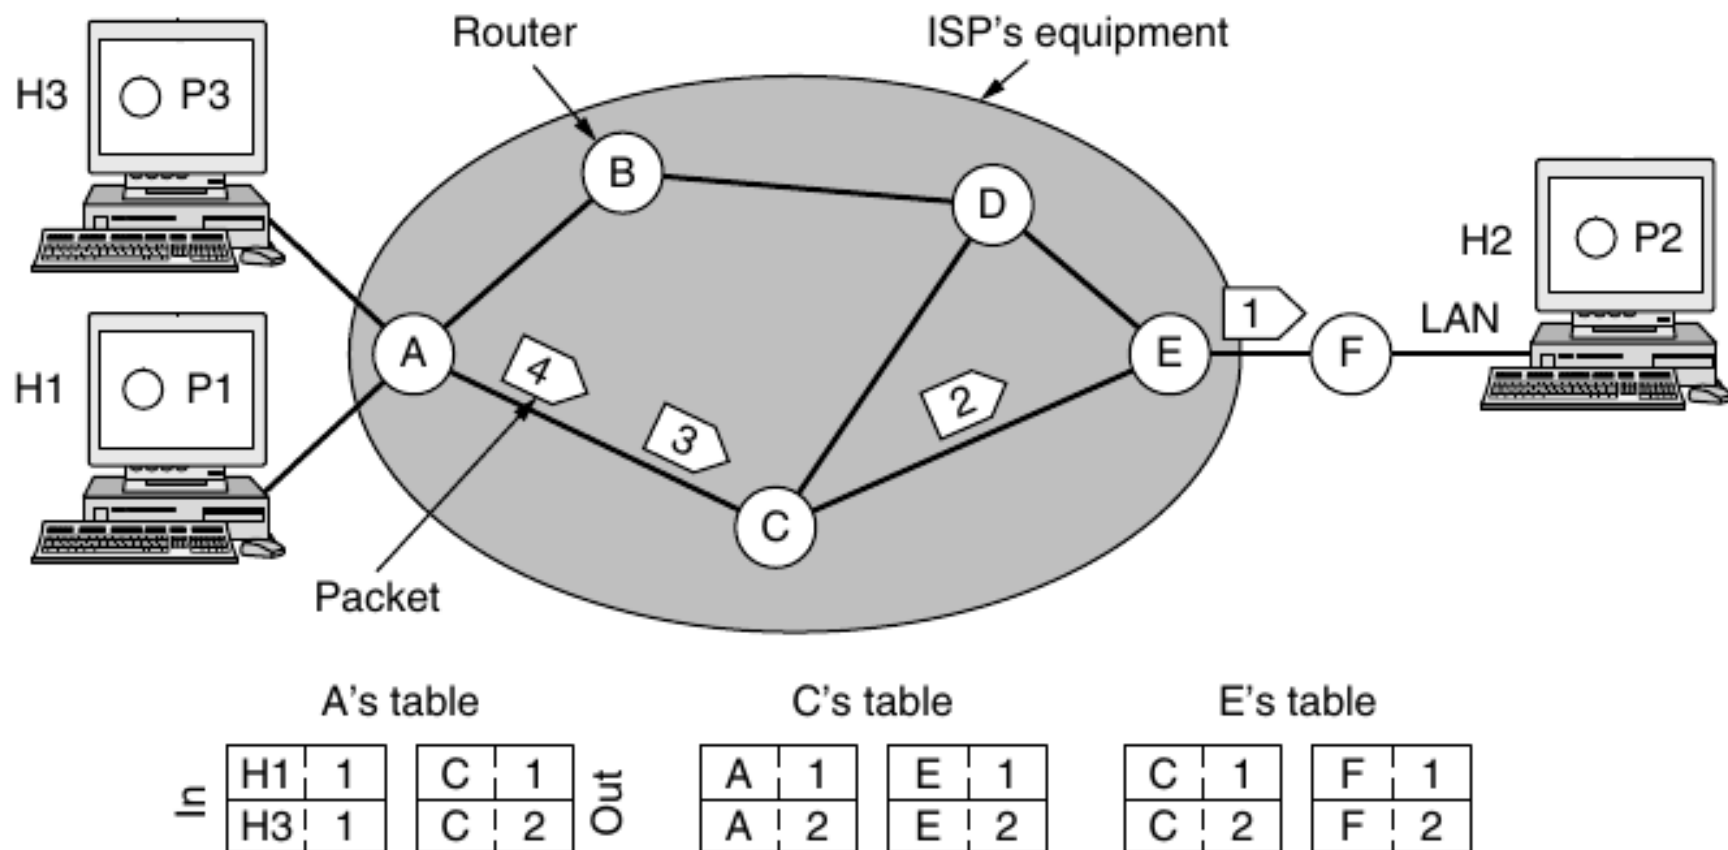 Router
ISP's equipment
H3
P3
B
D
H2
P2
1
LAN
A
E
F
4
H1
P1
2
3
C
Packet
A's table
C's table
E's table
In
H1 1
C 1
Out
A 1
E 1
C 1
F 1
H3 1
C 2
A 2
E 2
C 2
F 2